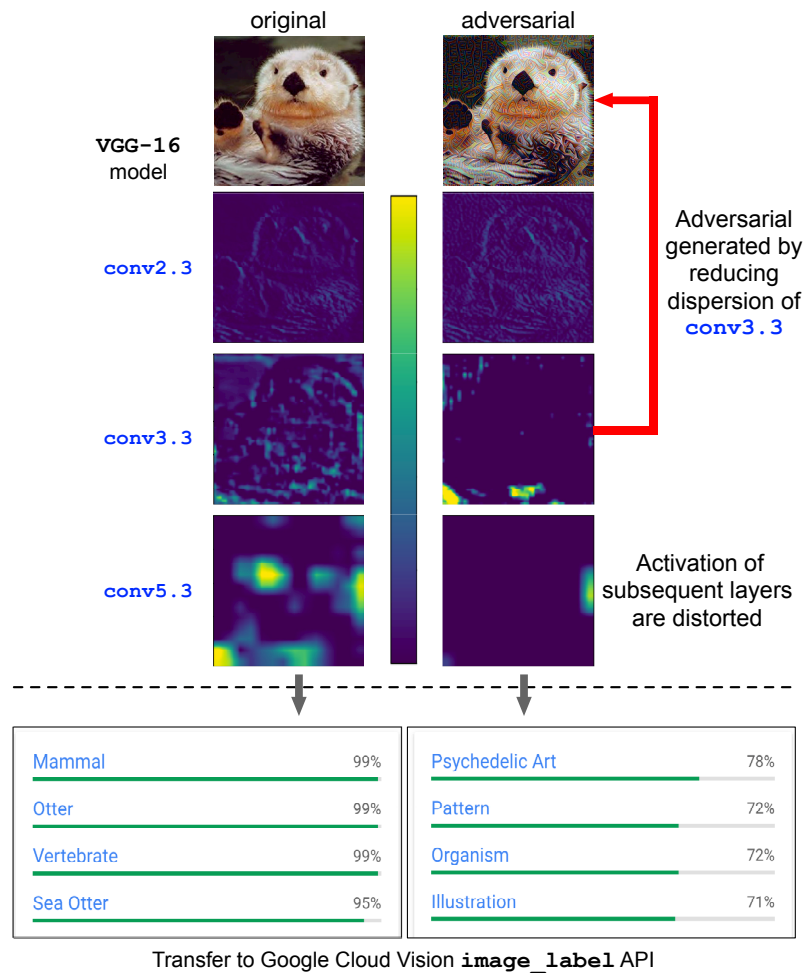 original
adversarial
VGG-16
model
conv2.3
Adversarial
generated by
reducing
dispersion of
conv3.3
conv3.3
conv5.3
Activation of
subsequent layers
are distorted
Mammal 99%
Otter 99%
Vertebrate 99%
Sea Otter 95%
Psychedelic Art 78%
Pattern 72%
Organism 72%
Illustration 71%
Transfer to Google Cloud Vision image_label API